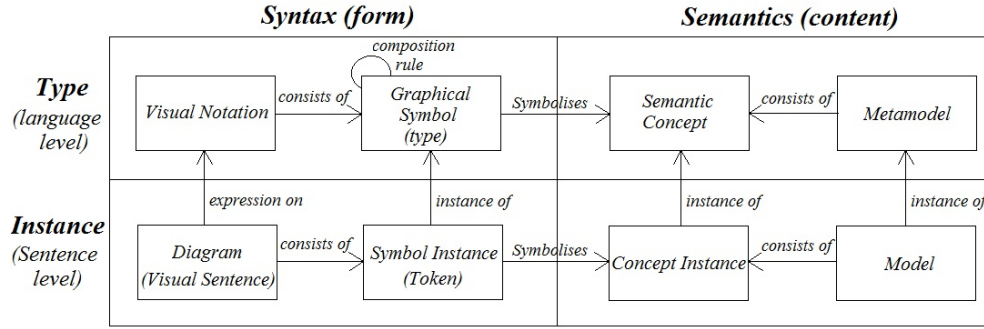 Syntax (form)
Semantics (content)
Type
(language
level)
composition
rule
Visual Notation
consists of
Graphical
Symbol
(type)
Symbolises
Semantic
Concept
consists of
Metamodel
expression on
instance of
instance of
instance of
Instance
(Sentence
level)
Diagram
(Visual Sentence)
consists of
Symbol Instance
(Token)
Symbolises
Concept Instance
consists of
Model